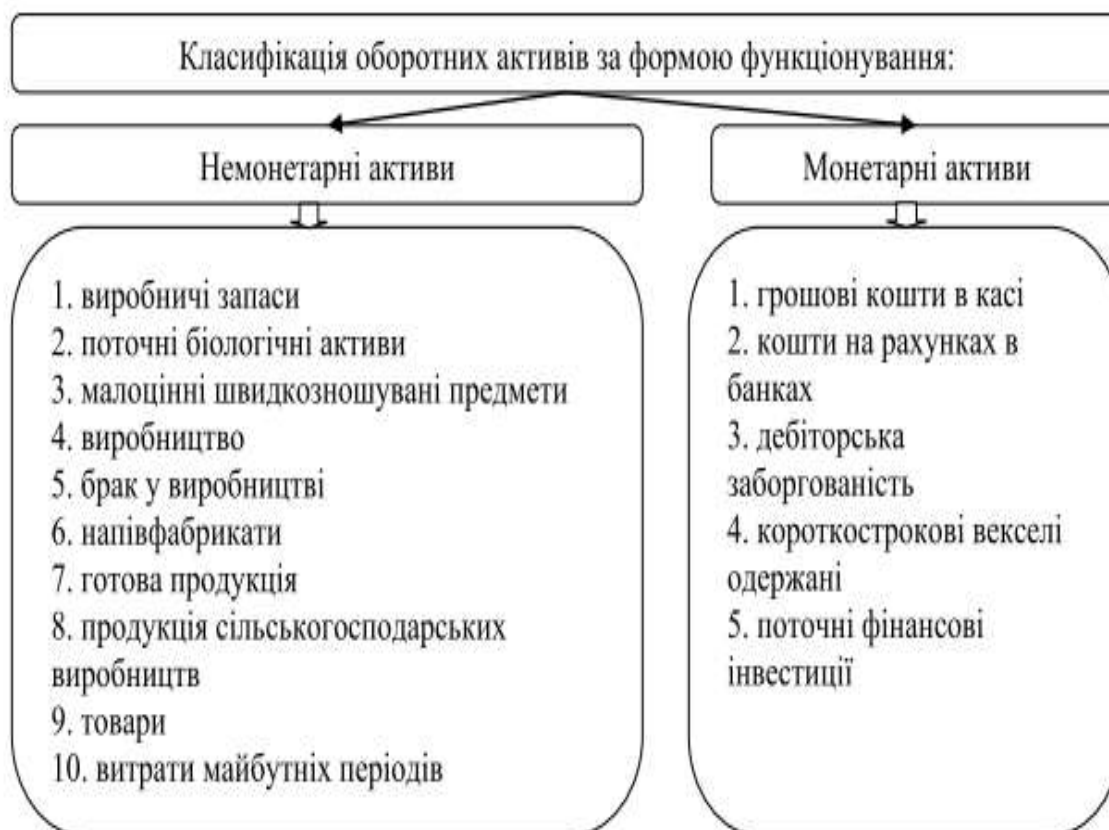 Класифікація оборотних активів за формою функціонування:
Немонетарні активи
1. виробничі запаси
2. поточні біологічні активи
3. малоцінні швидкозношувані предмети
4. виробництво
5. брак у виробництві
6. напівфабрикати
7. готова продукція
8. продукція сільськогосподарських
виробництв
9. товари
10. витрати майбутніх періодів
Монетарні активи
1. грошові кошти в касі
2. кошти на рахунках в
банках
3. дебіторська
заборгованість
4. короткострокові векселі
одержані
5. поточні фінансові
інвестиції